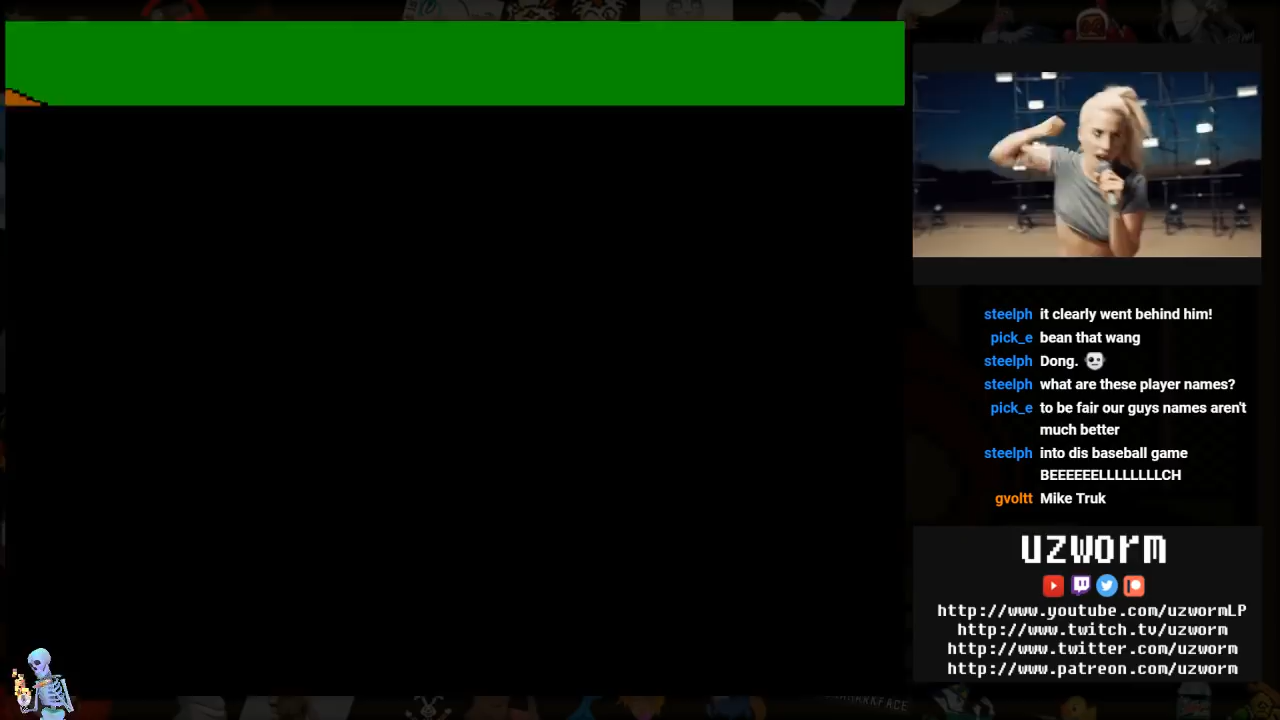 steelph it clearly went behind him!
pick_e bean that wang
steelph Dong.
steelph what are these player names?
pick_e to be fair our guys names aren't
much better
steelph into dis baseball game
BEEEEEELLLLLLLLCH
gvoltt Mike Truk
uzworm
http://www.youtube.com/uzwormLP
http://www.twitch.tv/uzworm
http://www.twitter.com/uzworm
http://www.patreon.com/uzworm